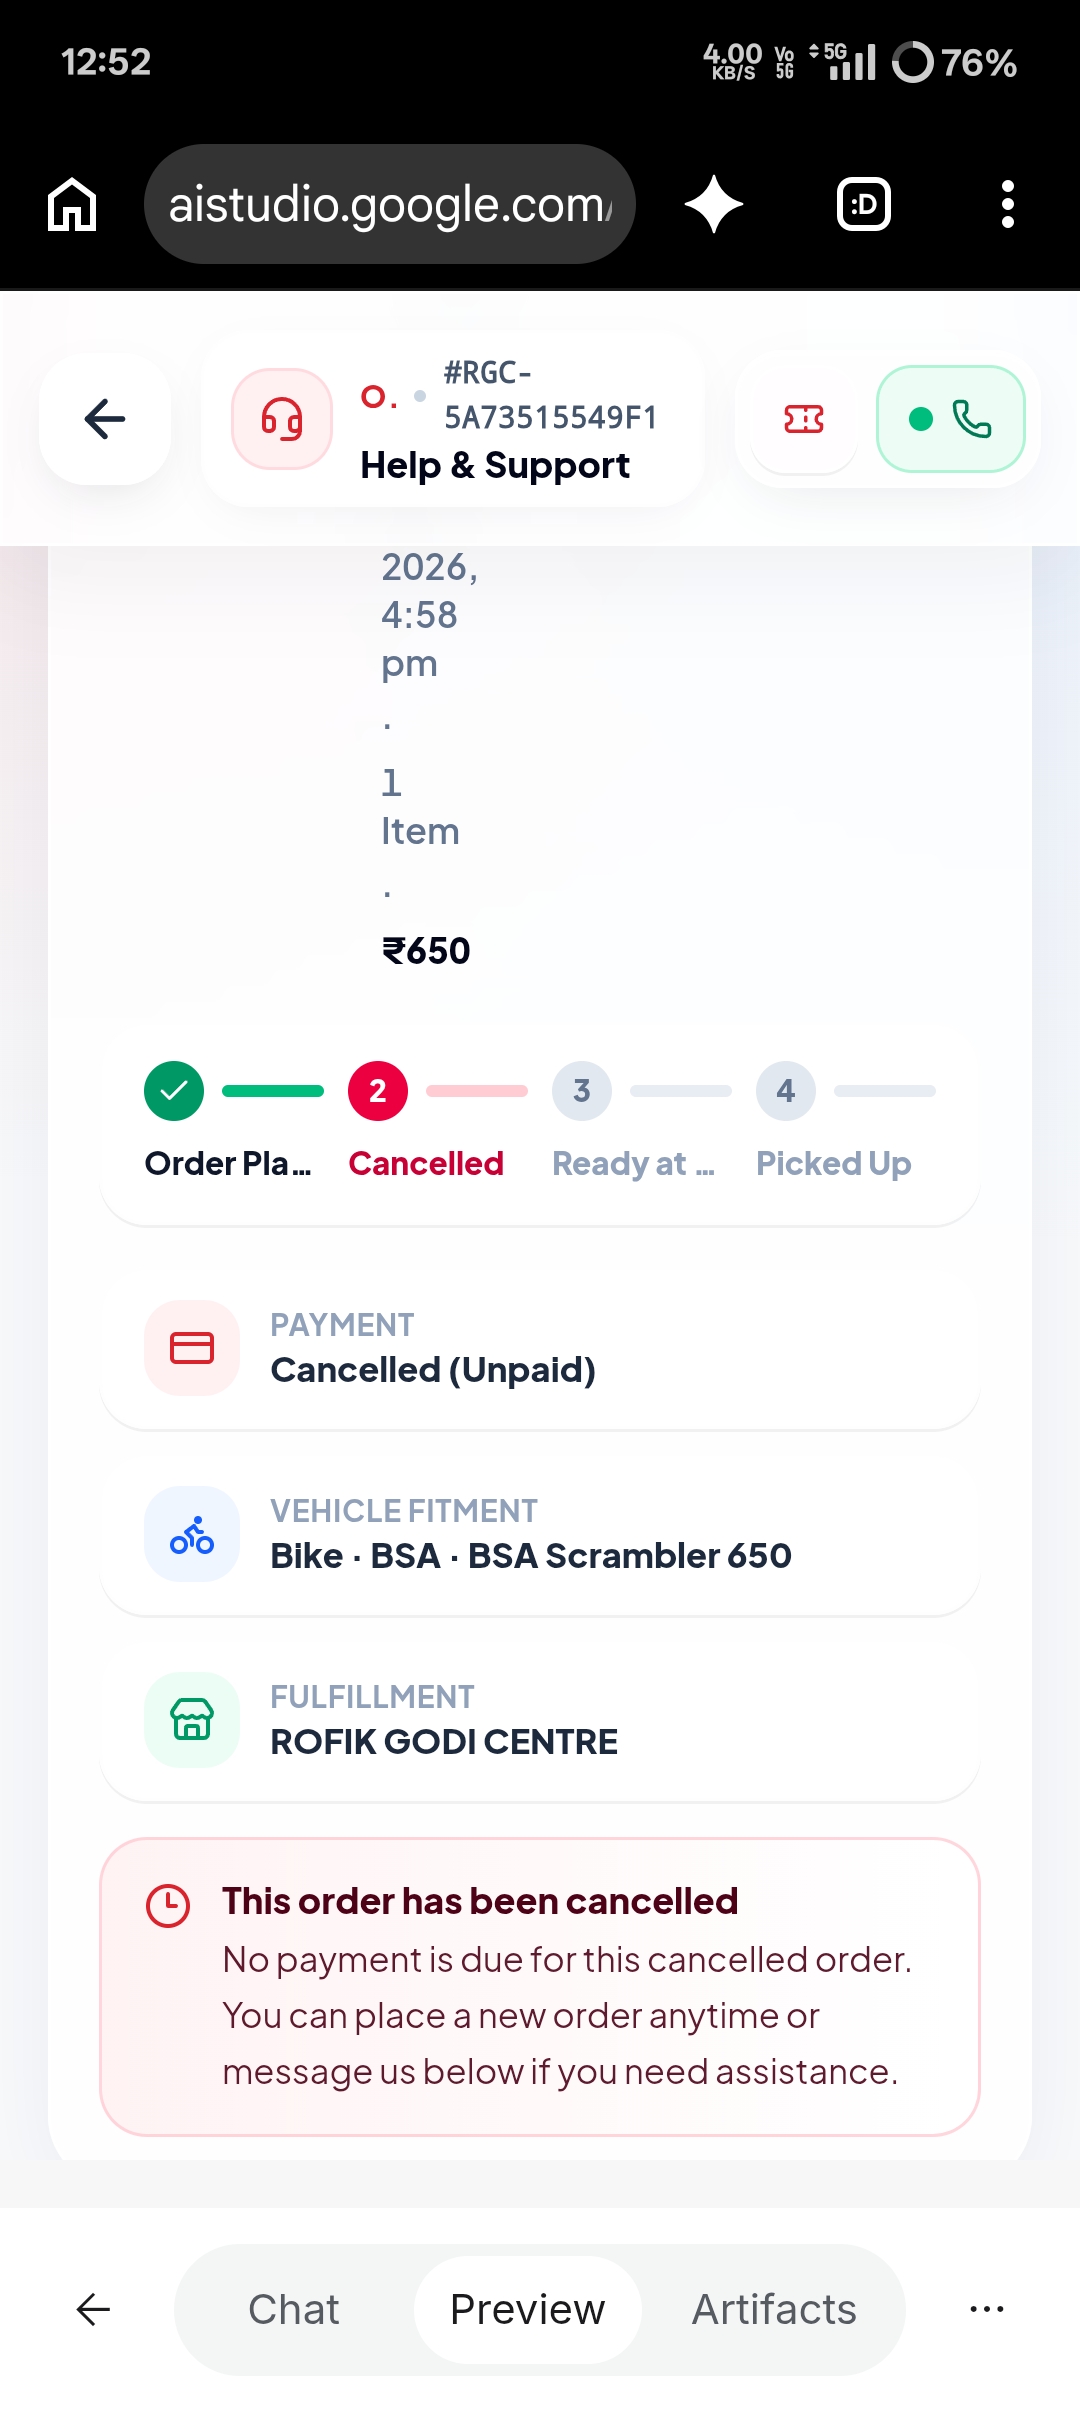 12:52
4.00 KB/S Vo 5G 5G 76%
aistudio.google.com/
:D
O. • #RGC-
5A73515549F1
Help & Support
2026,
4:58
pm
·
1
Item
·
₹650
2 3 4
Order Pla... Cancelled Ready at ... Picked Up
PAYMENT
Cancelled (Unpaid)
VEHICLE FITMENT
Bike · BSA · BSA Scrambler 650
FULFILLMENT
ROFIK GODI CENTRE
This order has been cancelled
No payment is due for this cancelled order.
You can place a new order anytime or
message us below if you need assistance.
Chat Preview Artifacts